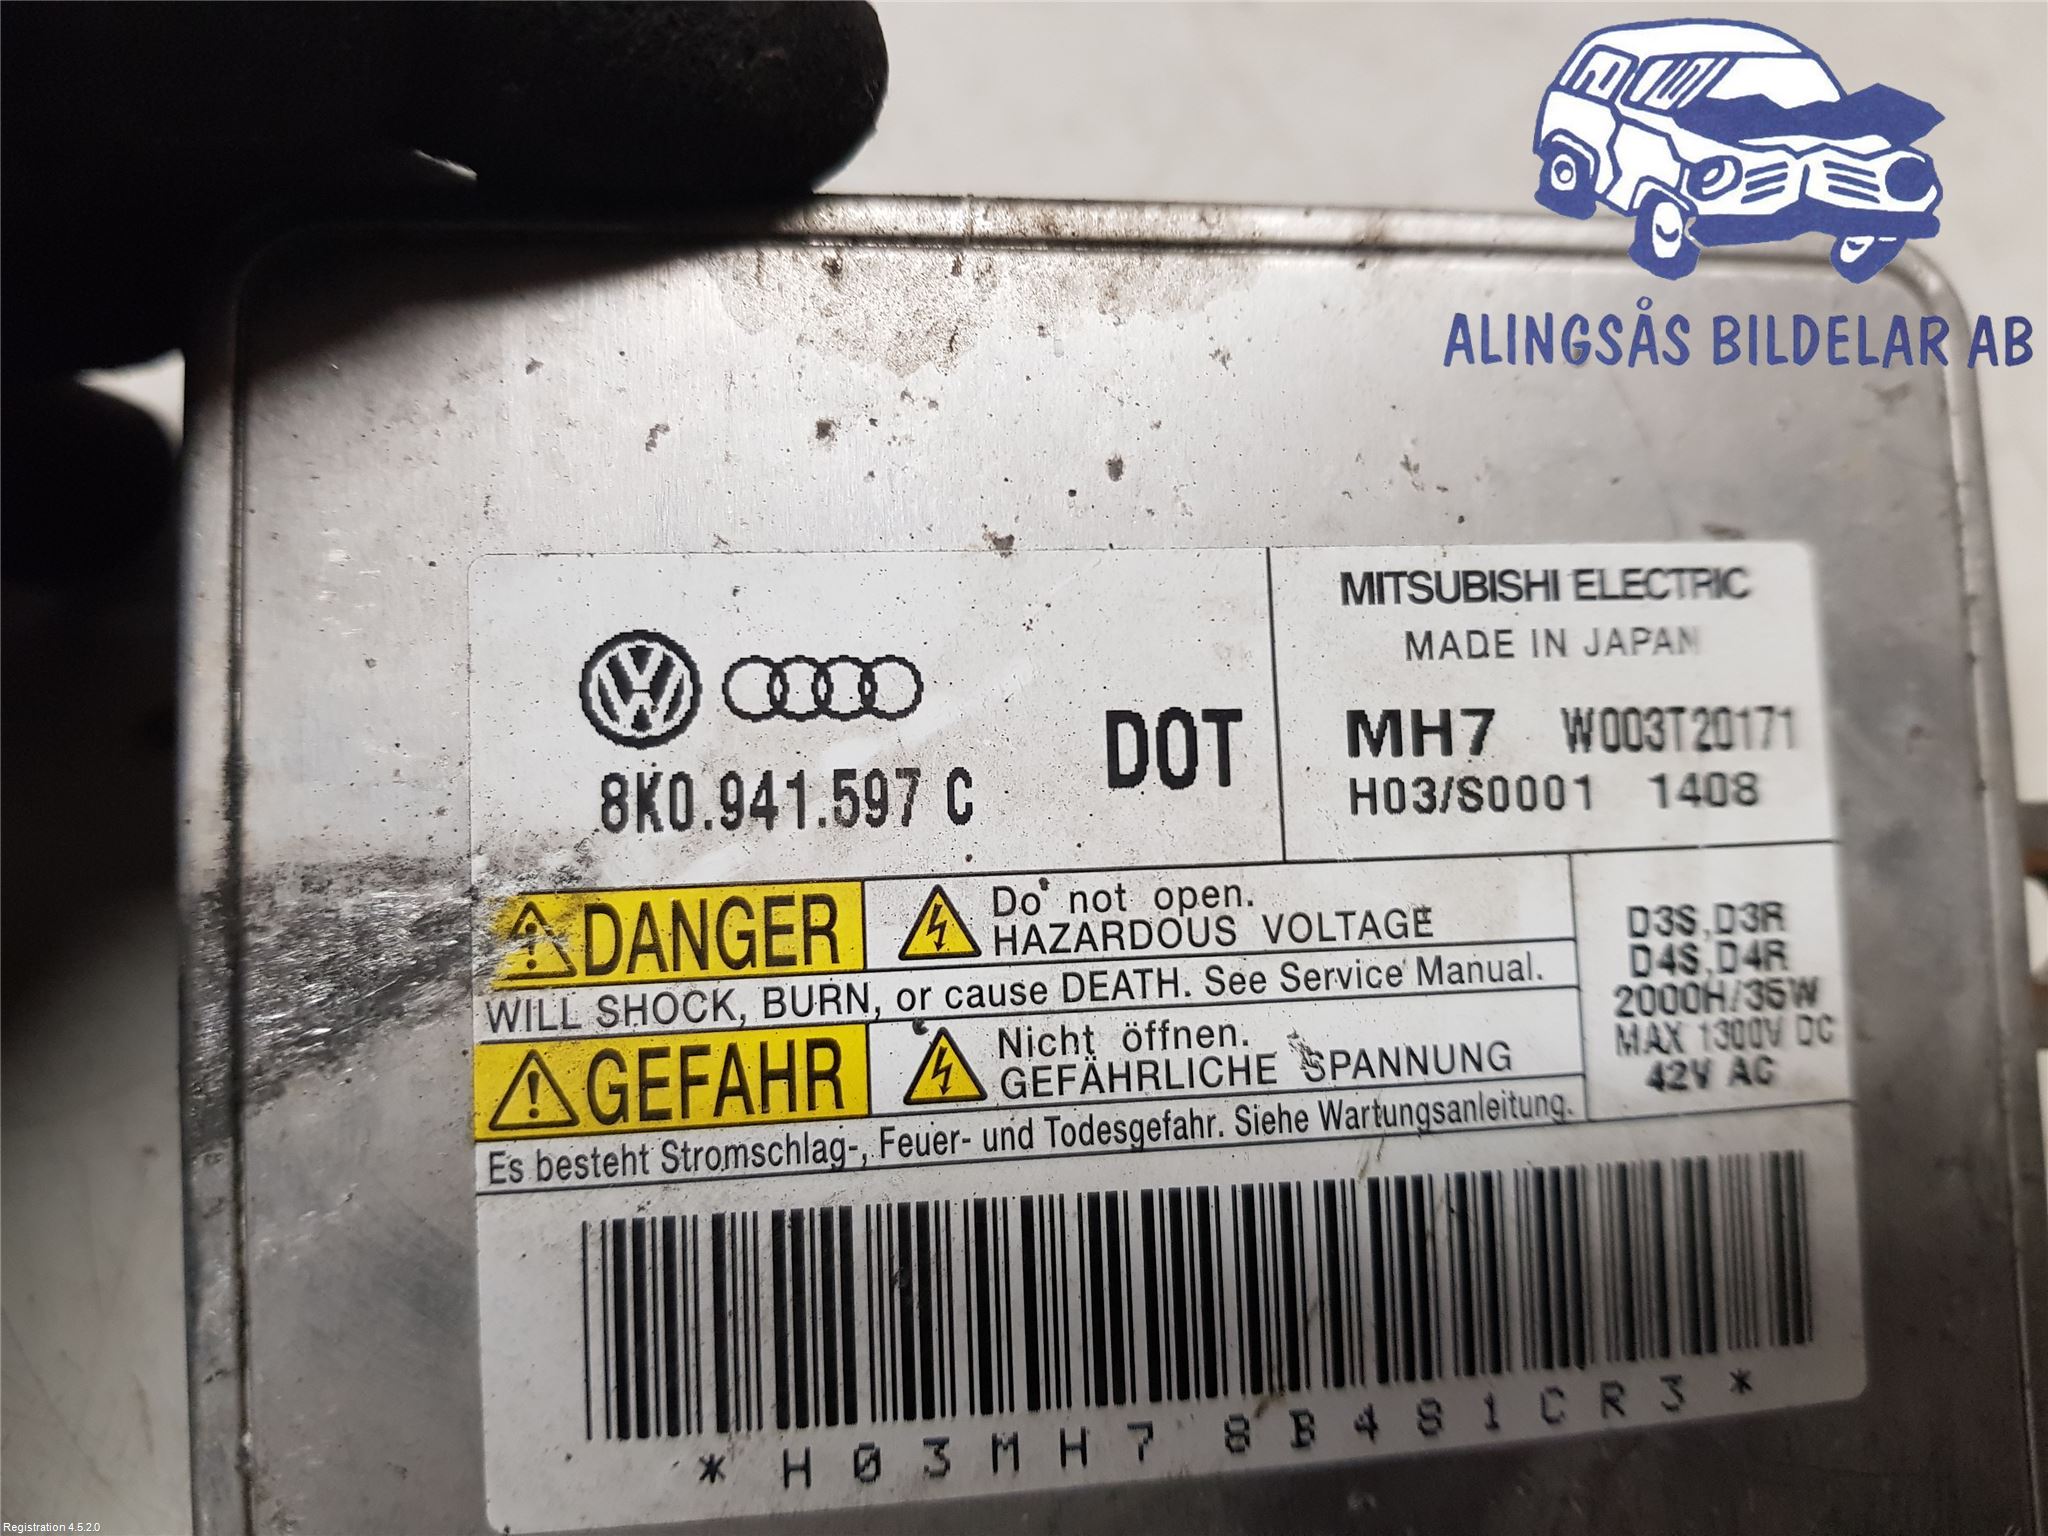 ALINGSÅS BILDELAR AB
MITSUBISHI ELECTRIC
MADE IN JAPAN
8K0.941.597 C
DOT
MH7 W003T20171
H03/S0001 1408
DANGER
Do not open.
HAZARDOUS VOLTAGE
WILL SHOCK, BURN, or cause DEATH. See Service Manual.
GEFAHR
Nicht öffnen.
GEFÄHRLICHE SPANNUNG
Es besteht Stromschlag-, Feuer- und Todesgefahr. Siehe Wartungsanleitung.
D3S,D3R
D4S,D4R
2000H/35W
MAX 1300V DC
42V AC
*H03MH78B481CR3*
Registration 4.5.2.0